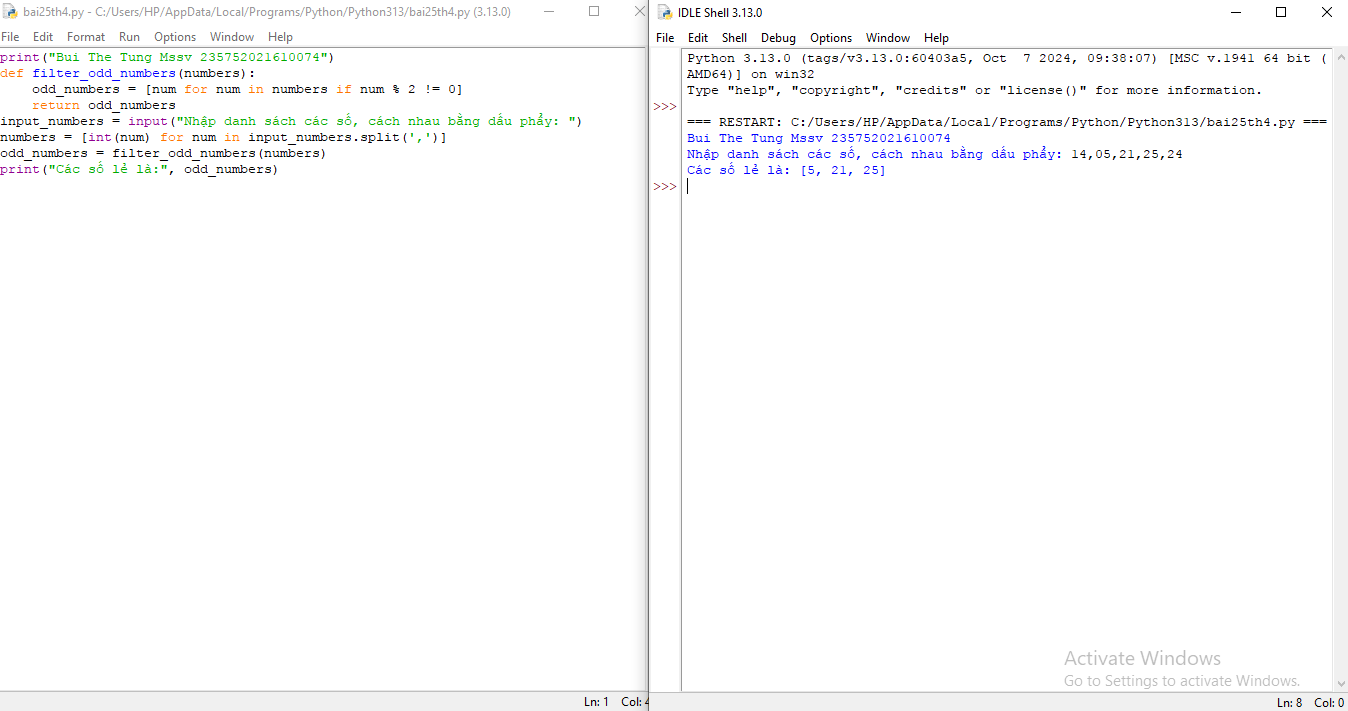 bai25th4.py - C:/Users/HP/AppData/Local/Programs/Python/Python313/bai25th4.py (3.13.0)
File Edit Format Run Options Window Help
print("Bui The Tung Mssv 235752021610074")
def filter_odd_numbers(numbers):
    odd_numbers = [num for num in numbers if num % 2 != 0]
    return odd_numbers
input_numbers = input("Nhập danh sách các số, cách nhau bằng dấu phẩy: ")
numbers = [int(num) for num in input_numbers.split(',')]
odd_numbers = filter_odd_numbers(numbers)
print("Các số lẻ là:", odd_numbers)
Ln: 1 Col: 4
IDLE Shell 3.13.0
File Edit Shell Debug Options Window Help
Python 3.13.0 (tags/v3.13.0:60403a5, Oct  7 2024, 09:38:07) [MSC v.1941 64 bit (
AMD64)] on win32
Type "help", "copyright", "credits" or "license()" for more information.
>>>
=== RESTART: C:/Users/HP/AppData/Local/Programs/Python/Python313/bai25th4.py ===
Bui The Tung Mssv 235752021610074
Nhập danh sách các số, cách nhau bằng dấu phẩy: 14,05,21,25,24
Các số lẻ là: [5, 21, 25]
>>>
Activate Windows
Go to Settings to activate Windows.
Ln: 8 Col: 0